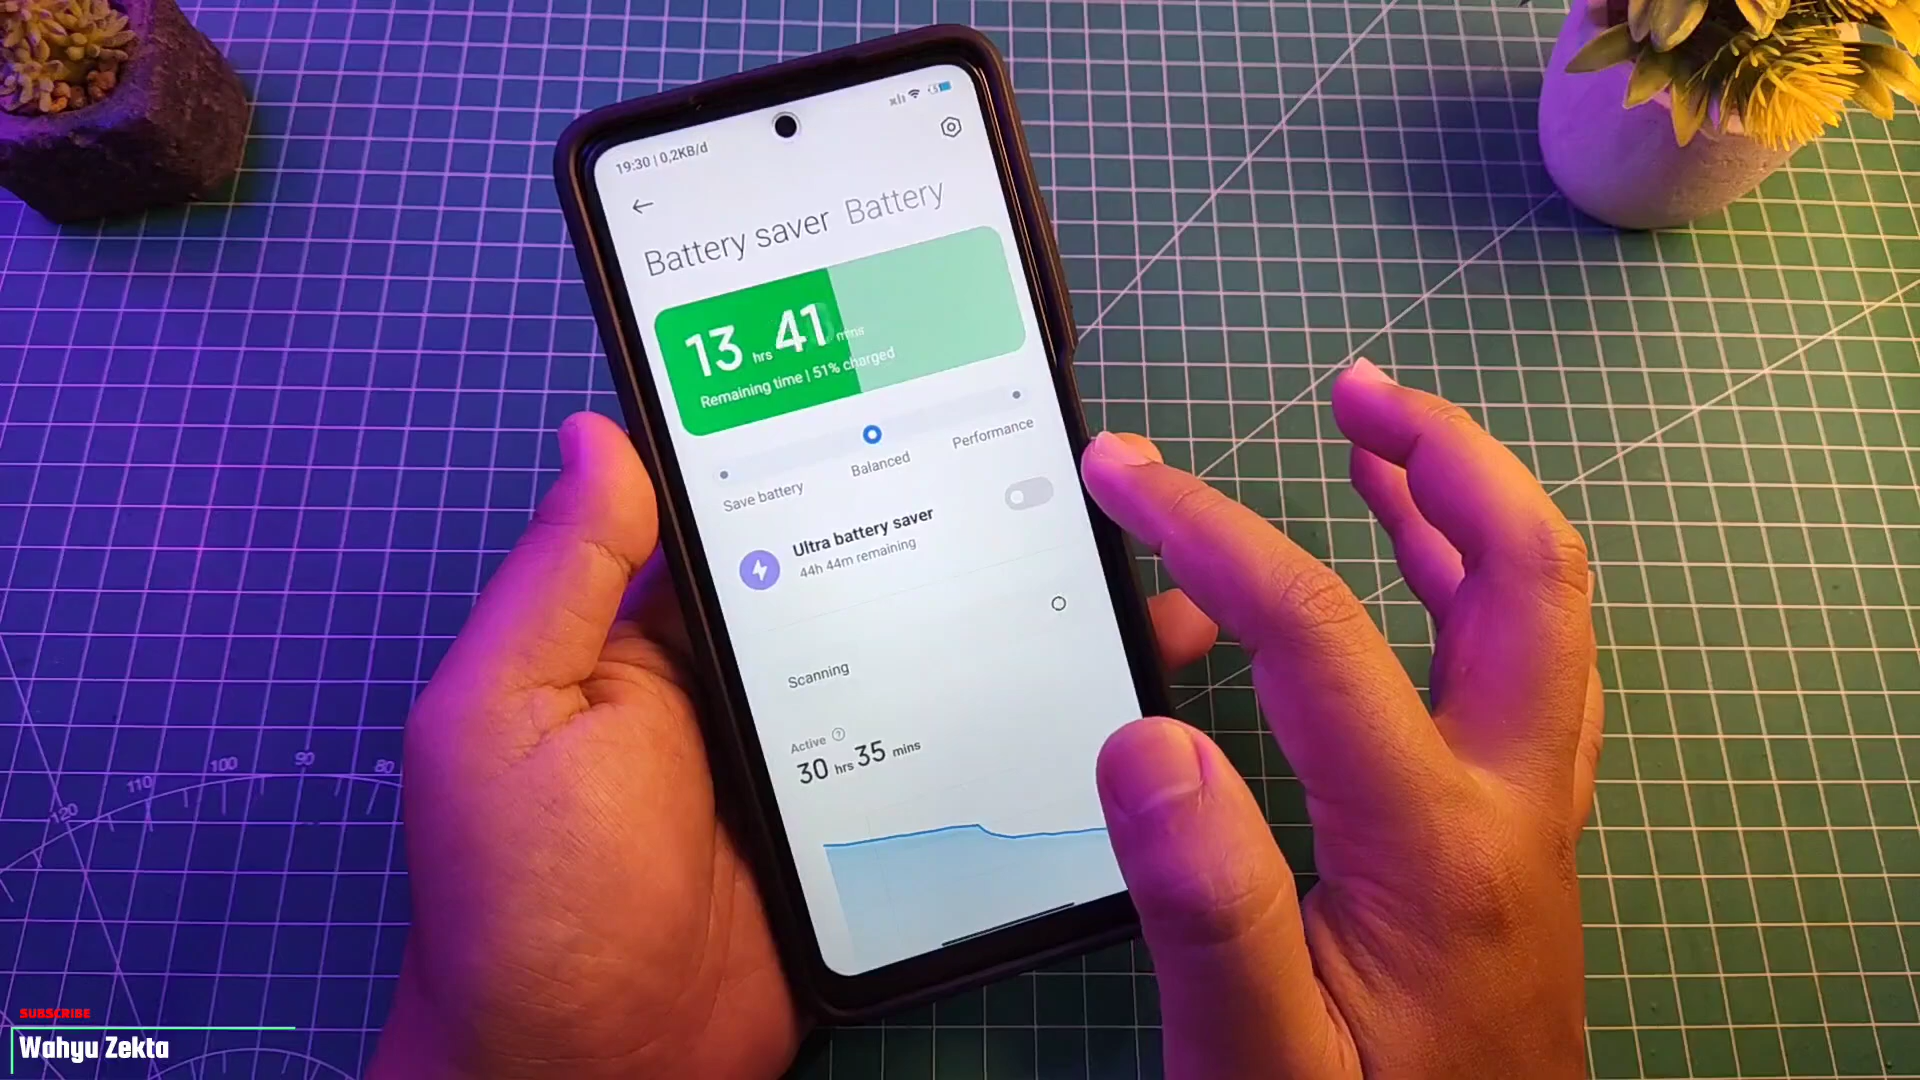 19:30 | 0,2KB/d
Battery saver Battery
13 hrs 41 mins
Remaining time | 51% charged
Save battery
Balanced
Performance
Ultra battery saver
44h 44m remaining
Scanning
Active
30 hrs 35 mins
120
110
100
90
80
SUBSCRIBE
Wahyu Zekta